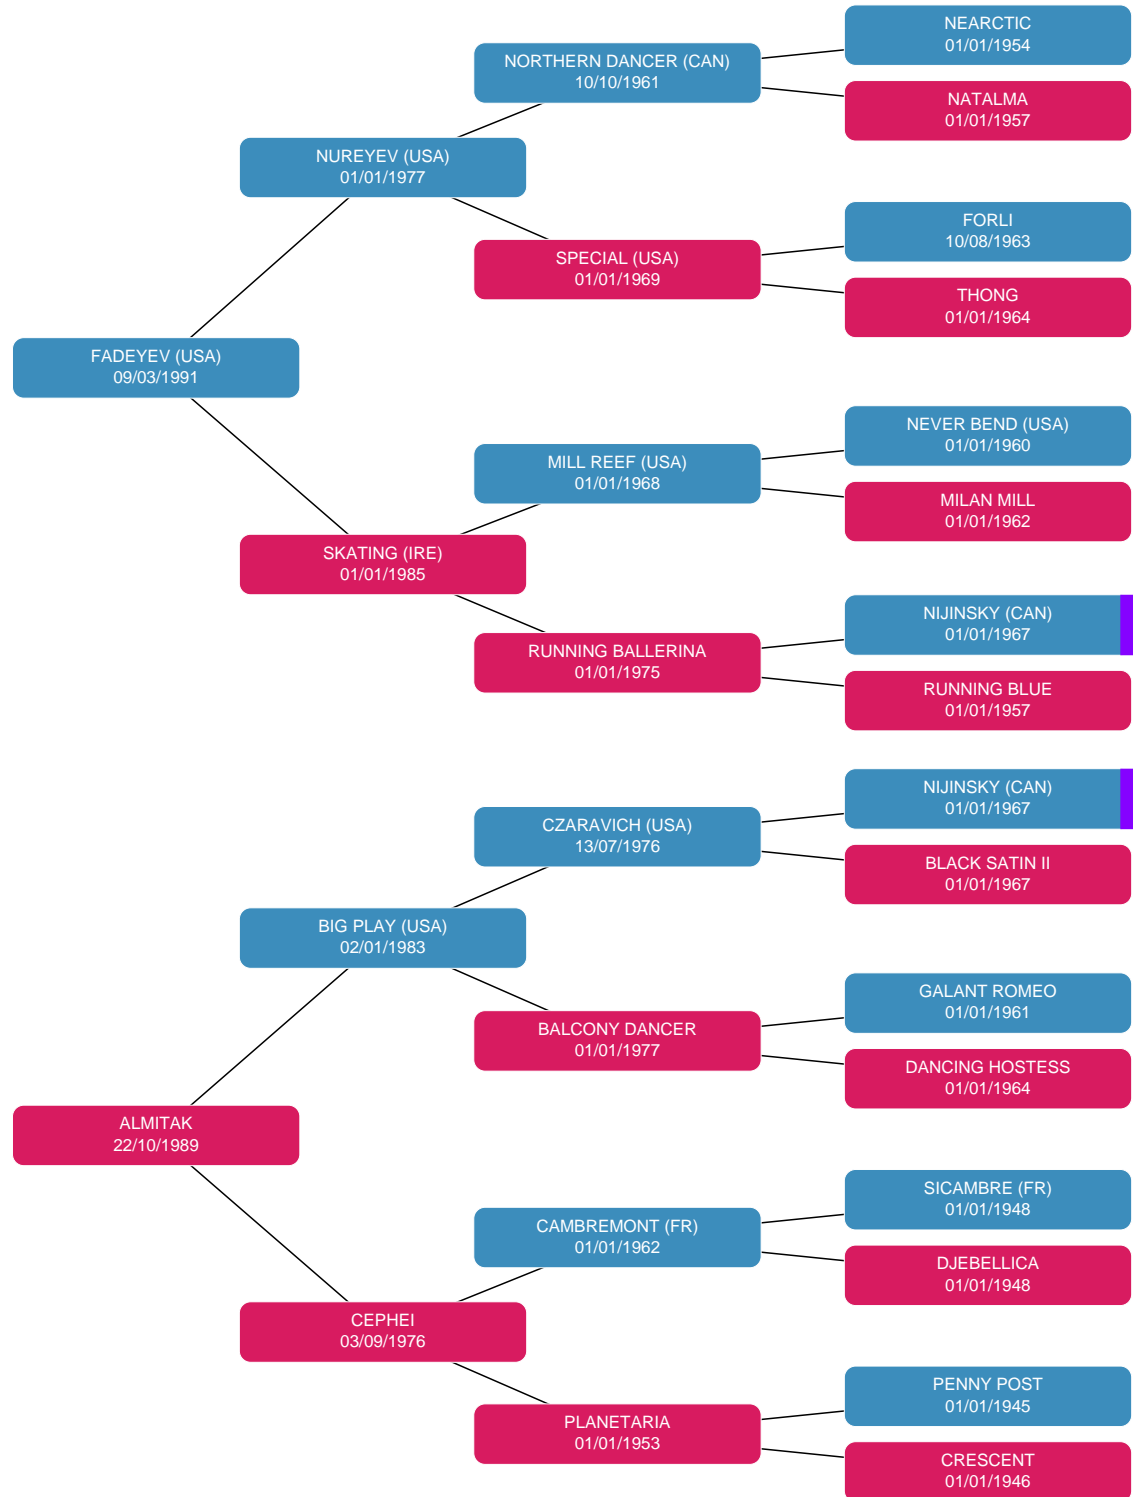 NEARCTIC
01/01/1954
NORTHERN DANCER (CAN)
10/10/1961
NATALMA
01/01/1957
NUREYEV (USA)
01/01/1977
FORLI
10/08/1963
SPECIAL (USA)
01/01/1969
THONG
01/01/1964
FADEYEV (USA)
09/03/1991
NEVER BEND (USA)
01/01/1960
MILL REEF (USA)
01/01/1968
MILAN MILL
01/01/1962
SKATING (IRE)
01/01/1985
NIJINSKY (CAN)
01/01/1967
RUNNING BALLERINA
01/01/1975
RUNNING BLUE
01/01/1957
NIJINSKY (CAN)
01/01/1967
CZARAVICH (USA)
13/07/1976
BLACK SATIN II
01/01/1967
BIG PLAY (USA)
02/01/1983
GALANT ROMEO
01/01/1961
BALCONY DANCER
01/01/1977
DANCING HOSTESS
01/01/1964
ALMITAK
22/10/1989
SICAMBRE (FR)
01/01/1948
CAMBREMONT (FR)
01/01/1962
DJEBELLICA
01/01/1948
CEPHEI
03/09/1976
PENNY POST
01/01/1945
PLANETARIA
01/01/1953
CRESCENT
01/01/1946